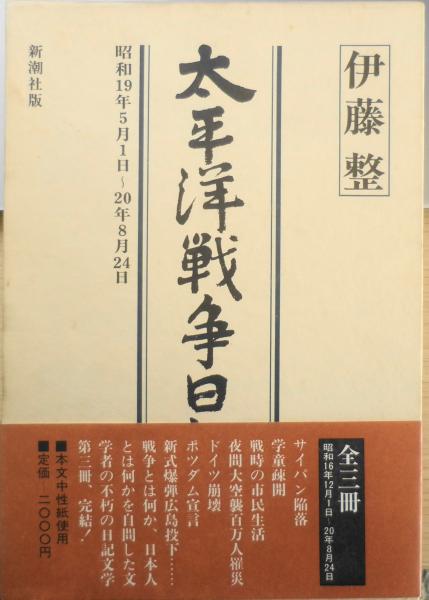 伊藤 整
太平洋戦争日
昭和19年5月1日〜20年8月24日
新潮社版
全三冊
昭和16年12月1日〜20年8月24日
サイパン陥落
学童疎開
戦時の市民生活
夜間大空襲百万人罹災
ドイツ崩壊
ポツダム宣言
新式爆弾広島投下……
戦争とは何か、日本人
とは何かを自問した文
学者の不朽の日記文学
第三冊、完結!
■本文中性紙使用
■定価 二〇〇〇円